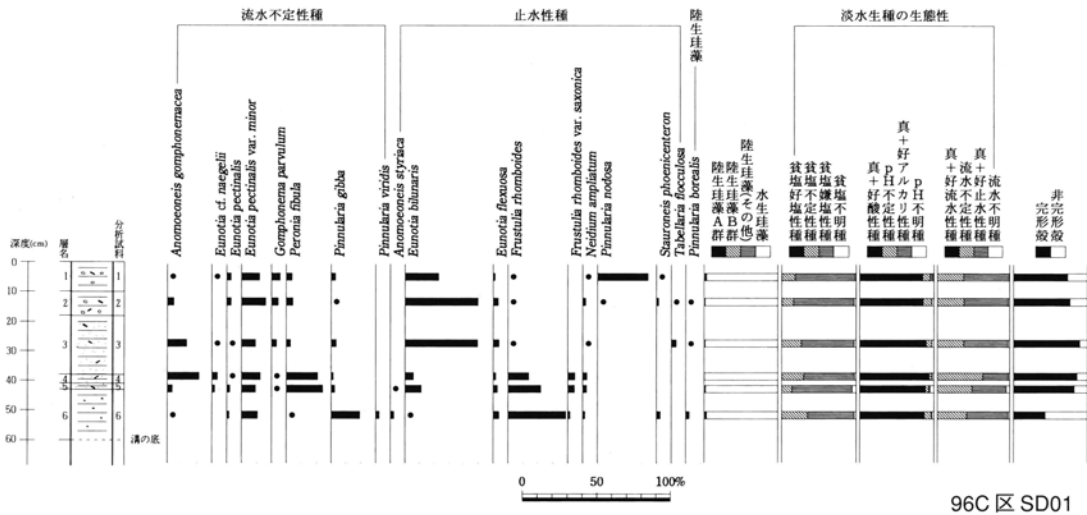 流水不定性種
止水性種
陸生珪藻
淡水生種の生態性
Anomoeoneis gomphonemacea
Eunotia cf. naegelii
Eunotia pectinalis
Eunotia pectinalis var. minor
Gomphonema parvulum
Peronia fibula
Pinnularia gibba
Pinnularia viridis
Anomoeoneis styriaca
Eunotia bilunaris
Eunotia flexuosa
Frustulia rhomboides
Frustulia rhomboides var. saxonica
Neidium ampliatum
Pinnularia nodosa
Stauroneis phoenicenteron
Tabellaria flocculosa
Pinnularia borealis
陸生珪藻A群
陸生珪藻B群
陸生珪藻(その他)
水生珪藻
貧塩好塩性種
貧塩不定性種
貧塩嫌塩性種
貧塩不明種
真+好酸性種
pH不定性種
真+好アルカリ性種
pH不明種
真+好流水性種
流水不定性種
真+好止水性種
流水不明種
完形殻
非完形殻
深度(cm)
層名
分析試料
0
10
20
30
40
50
60
1
2
3
4
5
6
1
2
3
4
5
6
溝の底
0 50 100%
96C 区 SD01